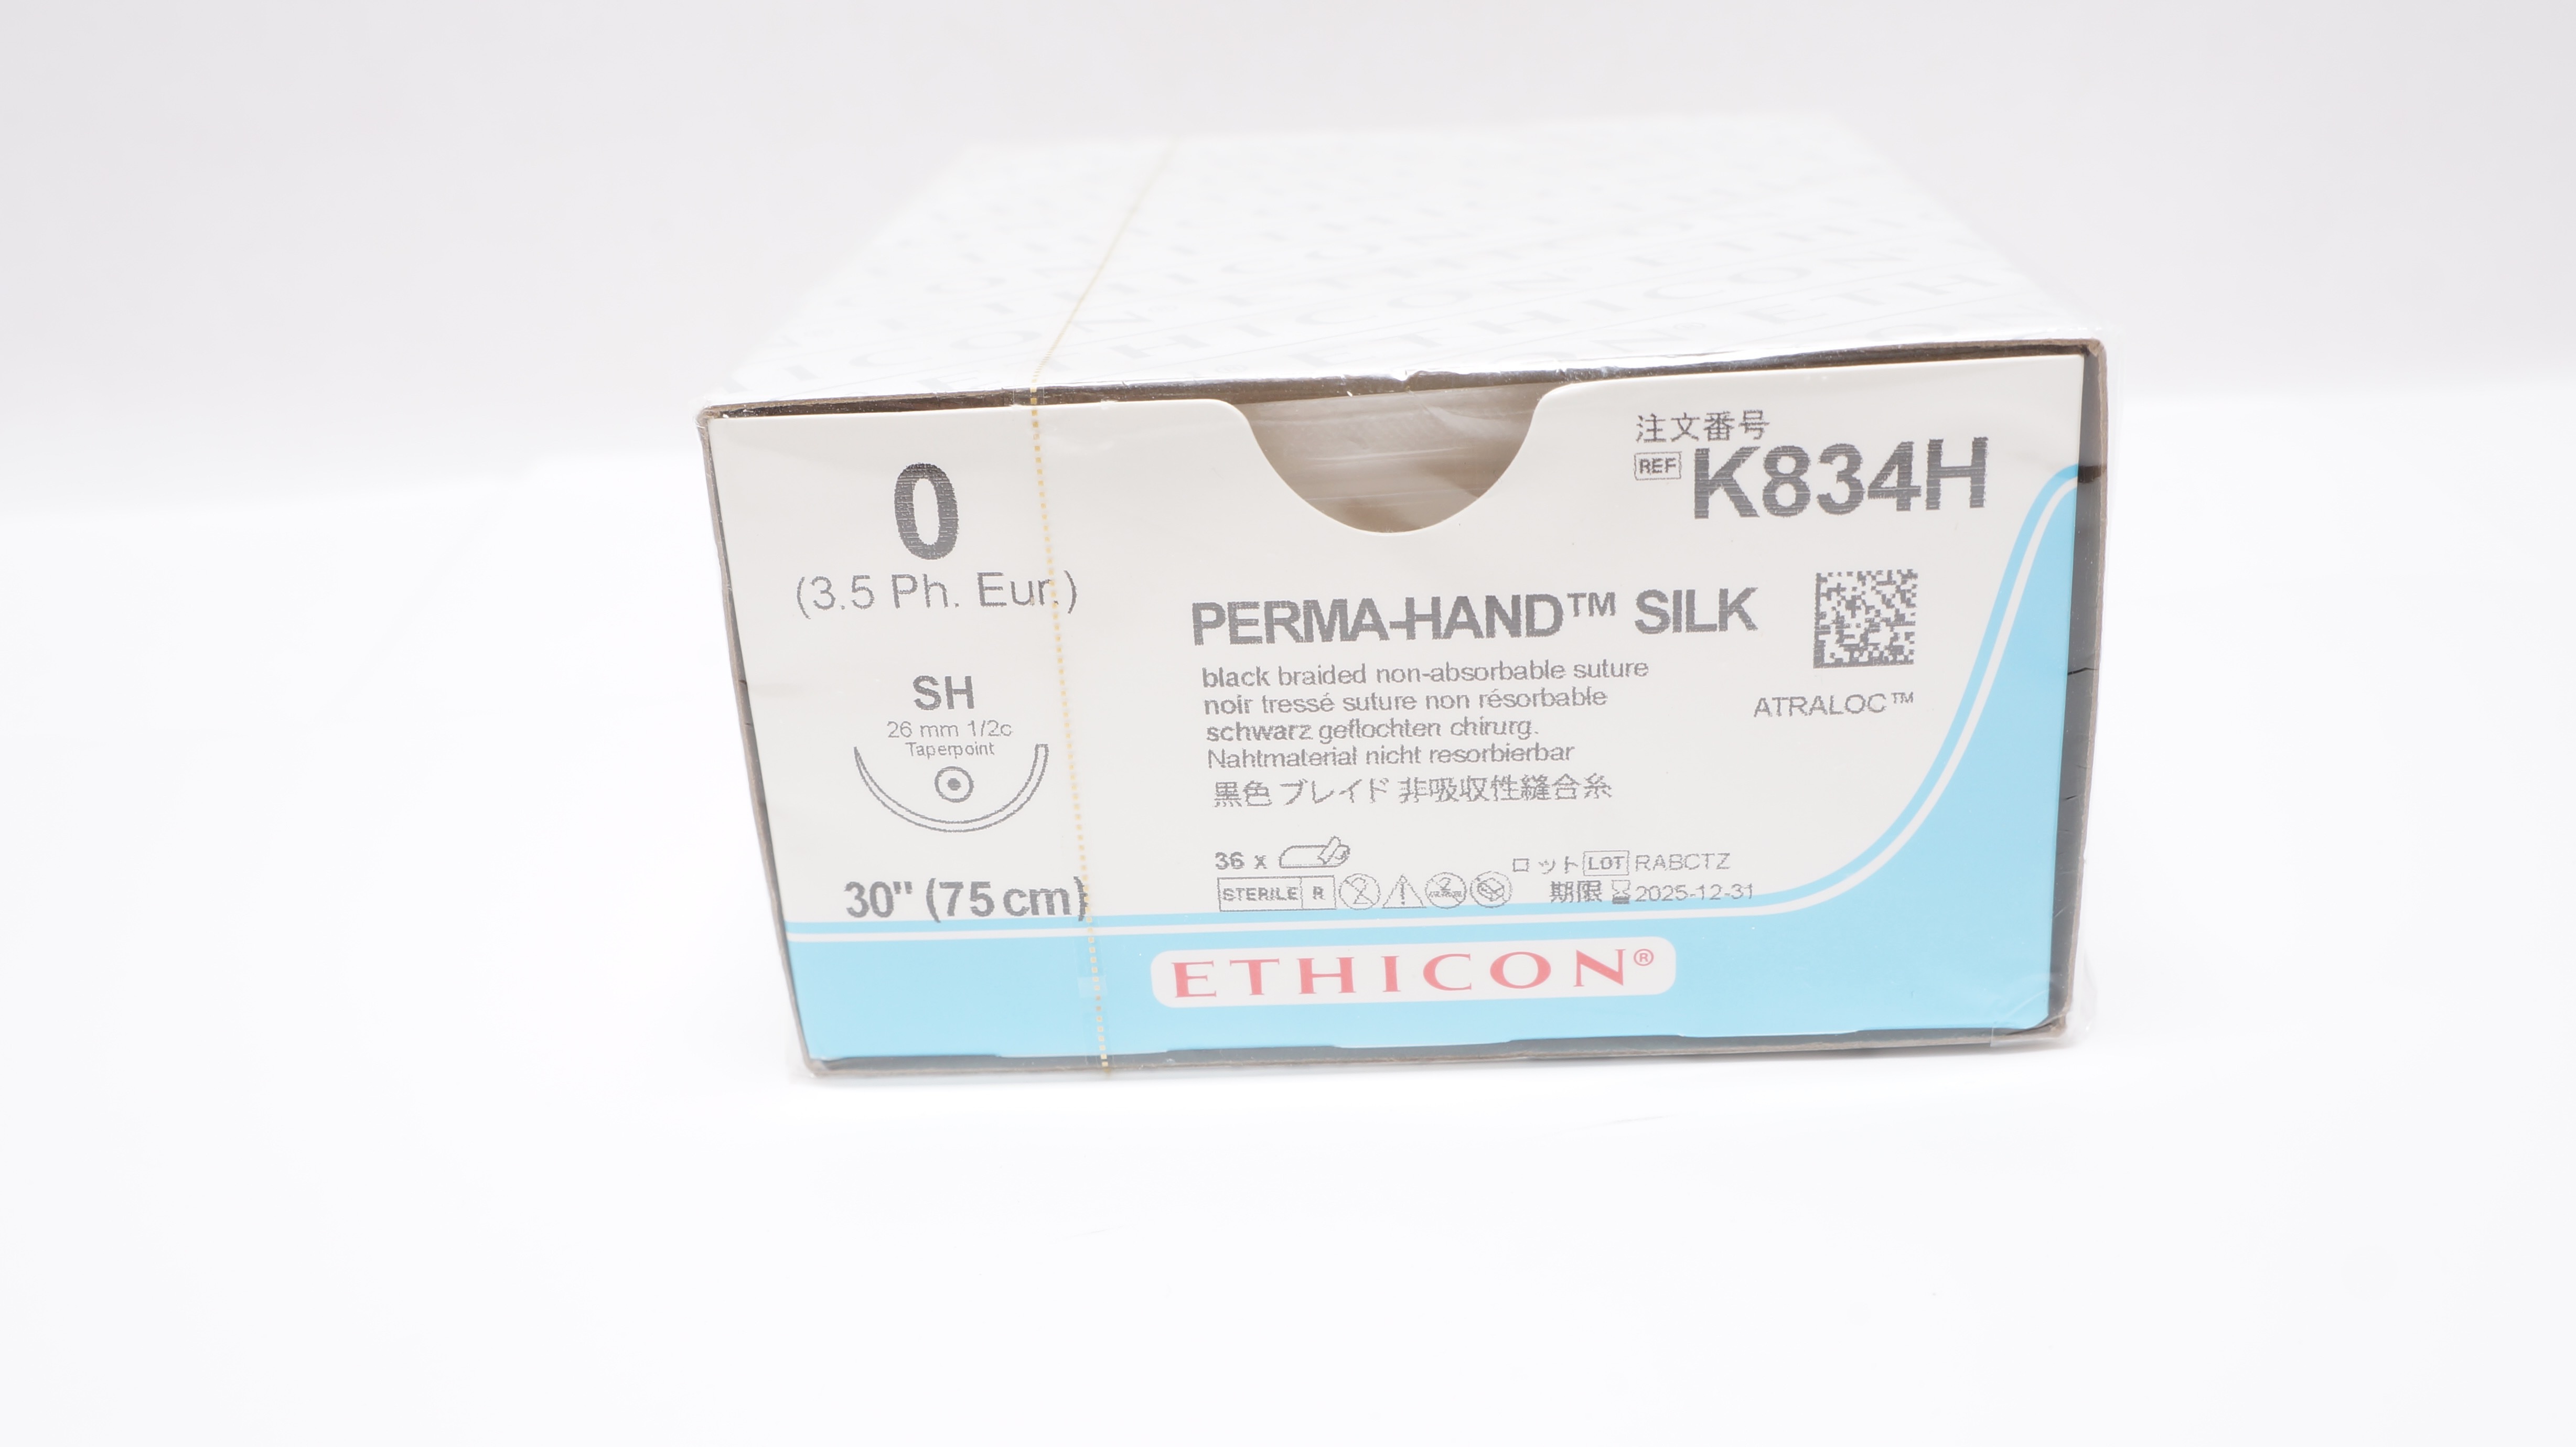 0
(3.5 Ph. Eur.)
SH
26 mm 1/2c
Taperpoint
30" (75 cm)
注文番号
REF K834H
PERMA-HAND™ SILK
ATRALOC™
black braided non-absorbable suture
noir tressé suture non résorbable
schwarz geflochten chirurg.
Nahtmaterial nicht resorbierbar
黒色 ブレイド 非吸収性縫合糸
36 x
ロット LOT RABCTZ
STERILE R
期限 2025-12-31
ETHICON®